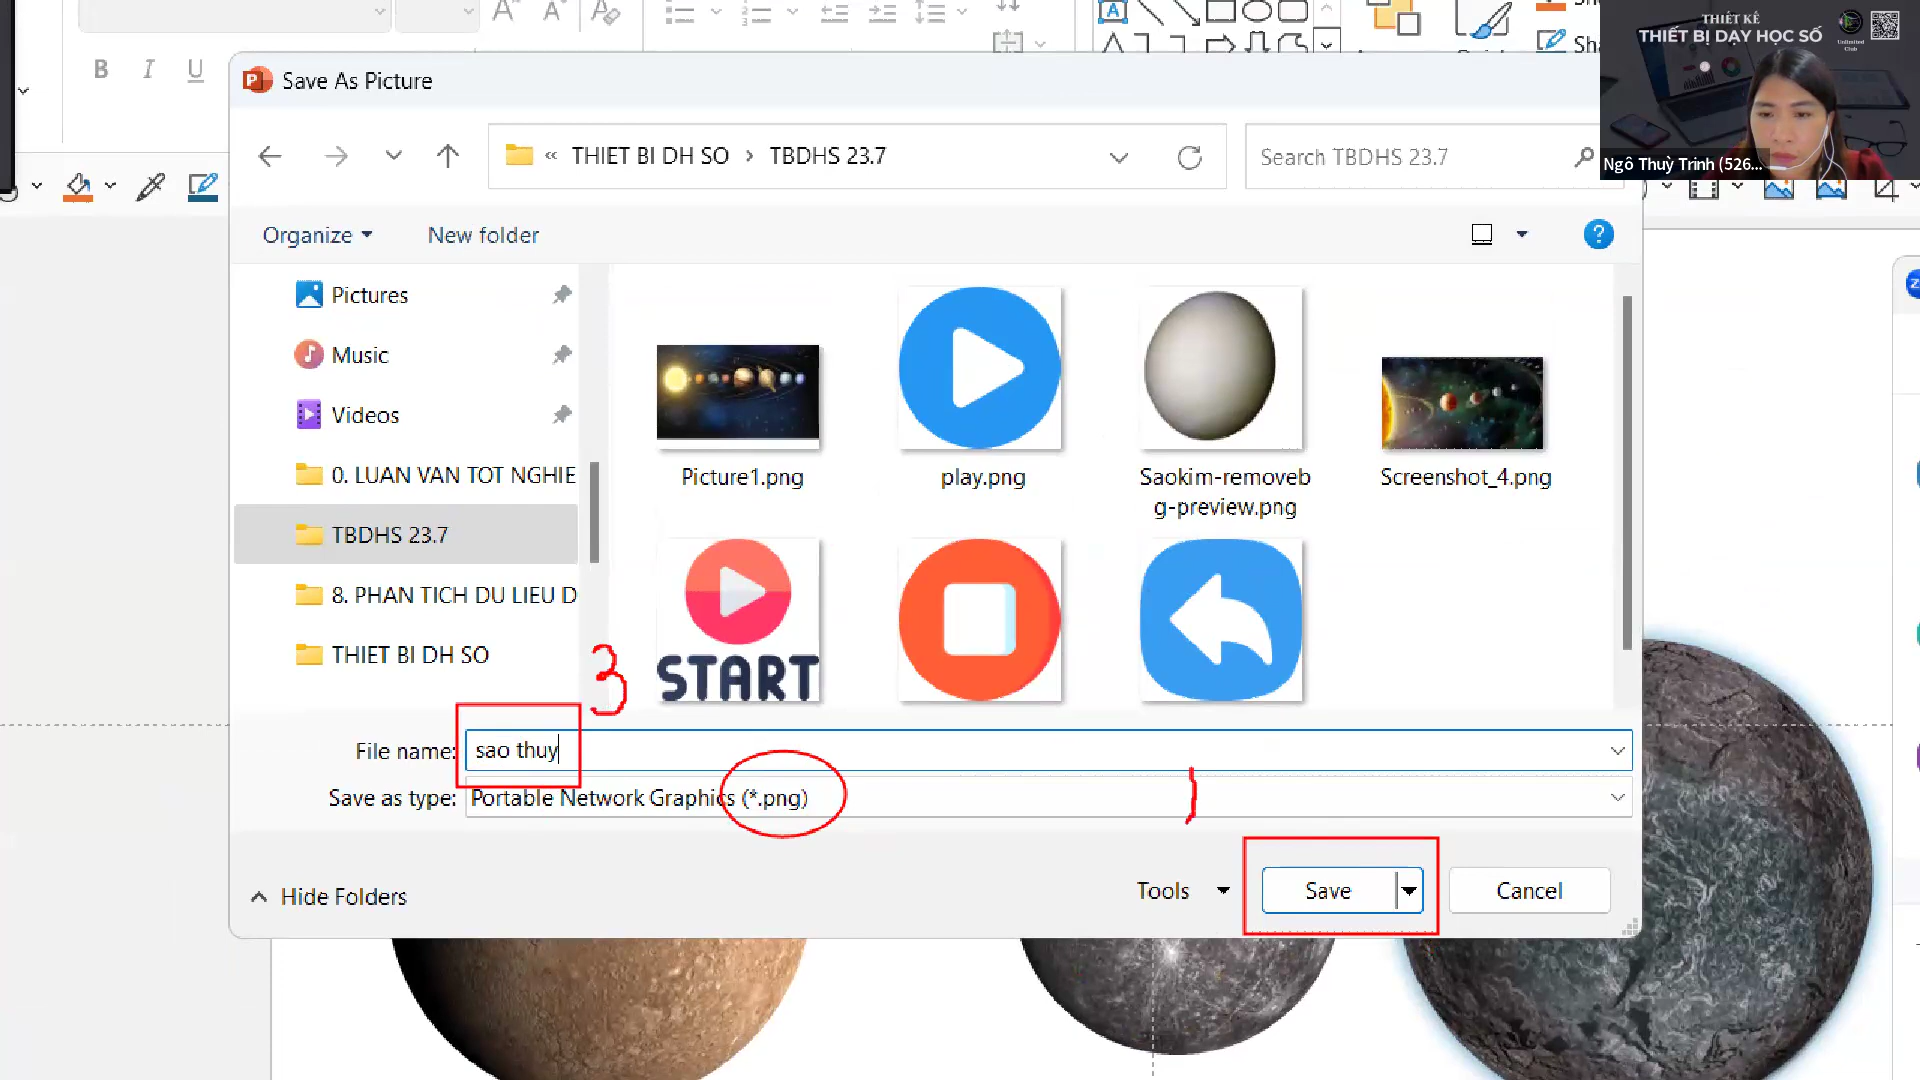 Save As Picture
« THIET BI DH SO › TBDHS 23.7
Search TBDHS 23.7
THIẾT KẾ
THIẾT BỊ DẠY HỌC SỐ
Unlimited
Club
Ngô Thuỳ Trinh (526...
B I U
A
Organize
New folder
?
Pictures
Music
Videos
0. LUAN VAN TOT NGHIE
TBDHS 23.7
8. PHAN TICH DU LIEU D
THIET BI DH SO
Picture1.png
play.png
Saokim-removeb
g-preview.png
Screenshot_4.png
START
3
File name: sao thuy
Save as type: Portable Network Graphics (*.png)
1
Hide Folders
Tools
Save
Cancel